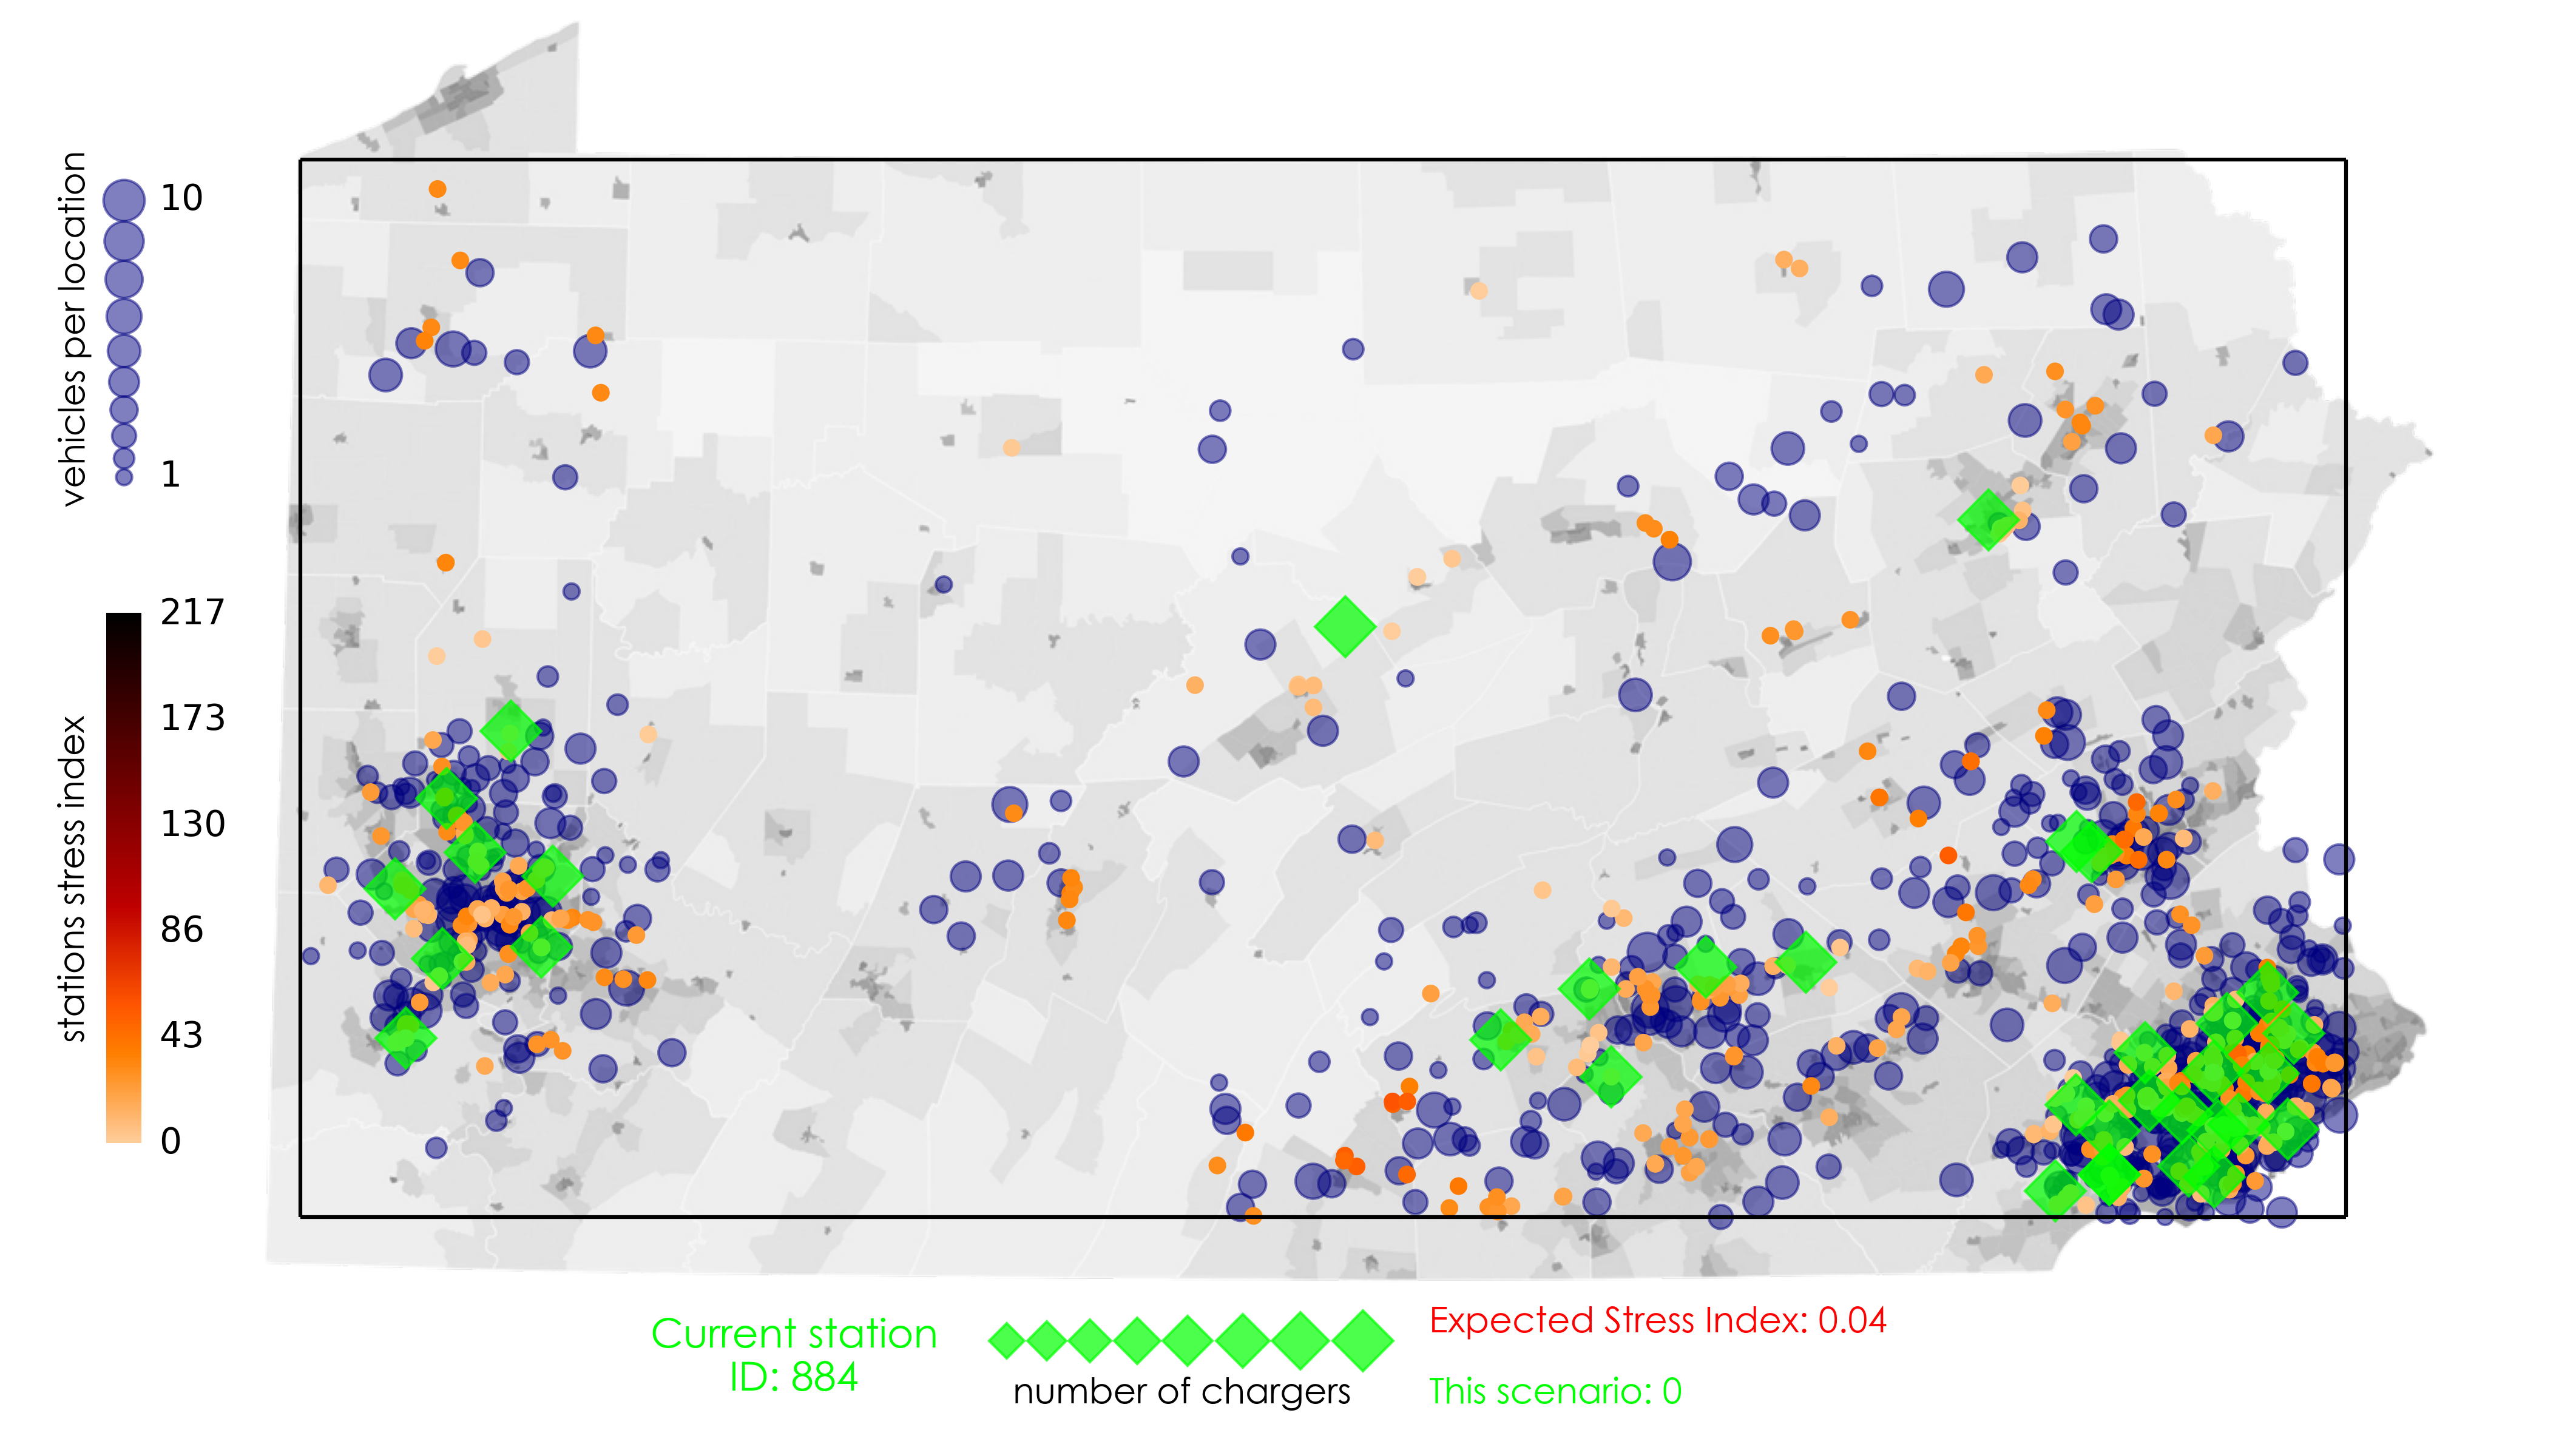 vehicles per location
10
1
stations stress index
217
173
130
86
43
0
Current station
ID: 884
number of chargers
Expected Stress Index: 0.04
This scenario: 0